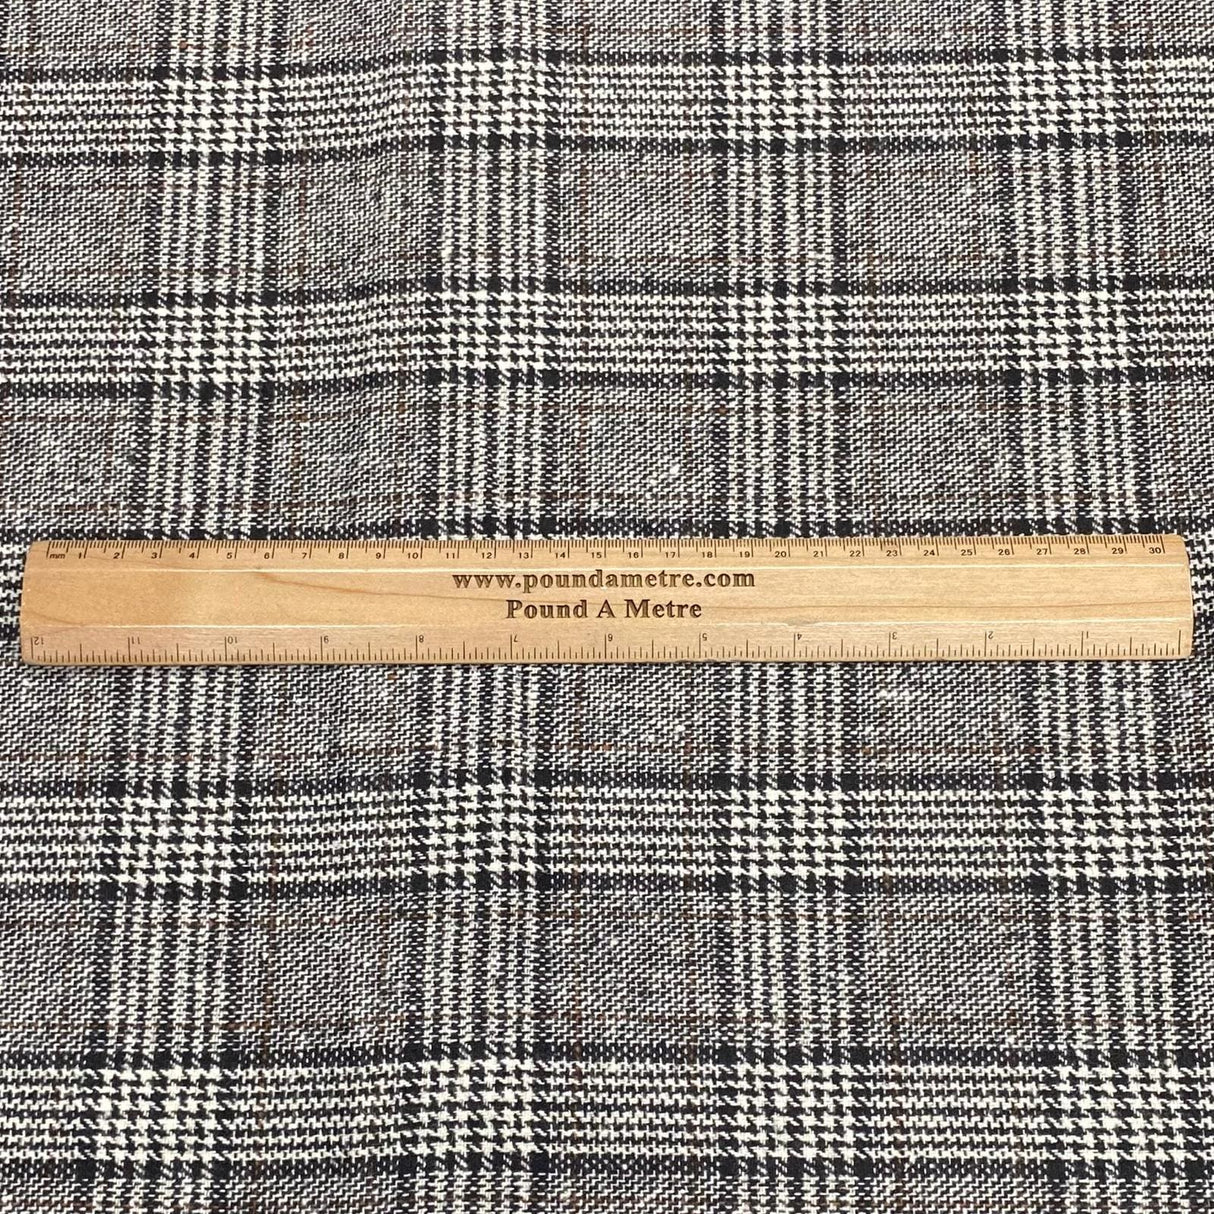 mm 1 2 3 4 5 6 7 8 9 10 11 12 13 14 15 16 17 18 19 20 21 22 23 24 25 26 27 28 29 30
www.poundametre.com
Pound A Metre
12 11 10 9 8 7 6 5 4 3 2 1